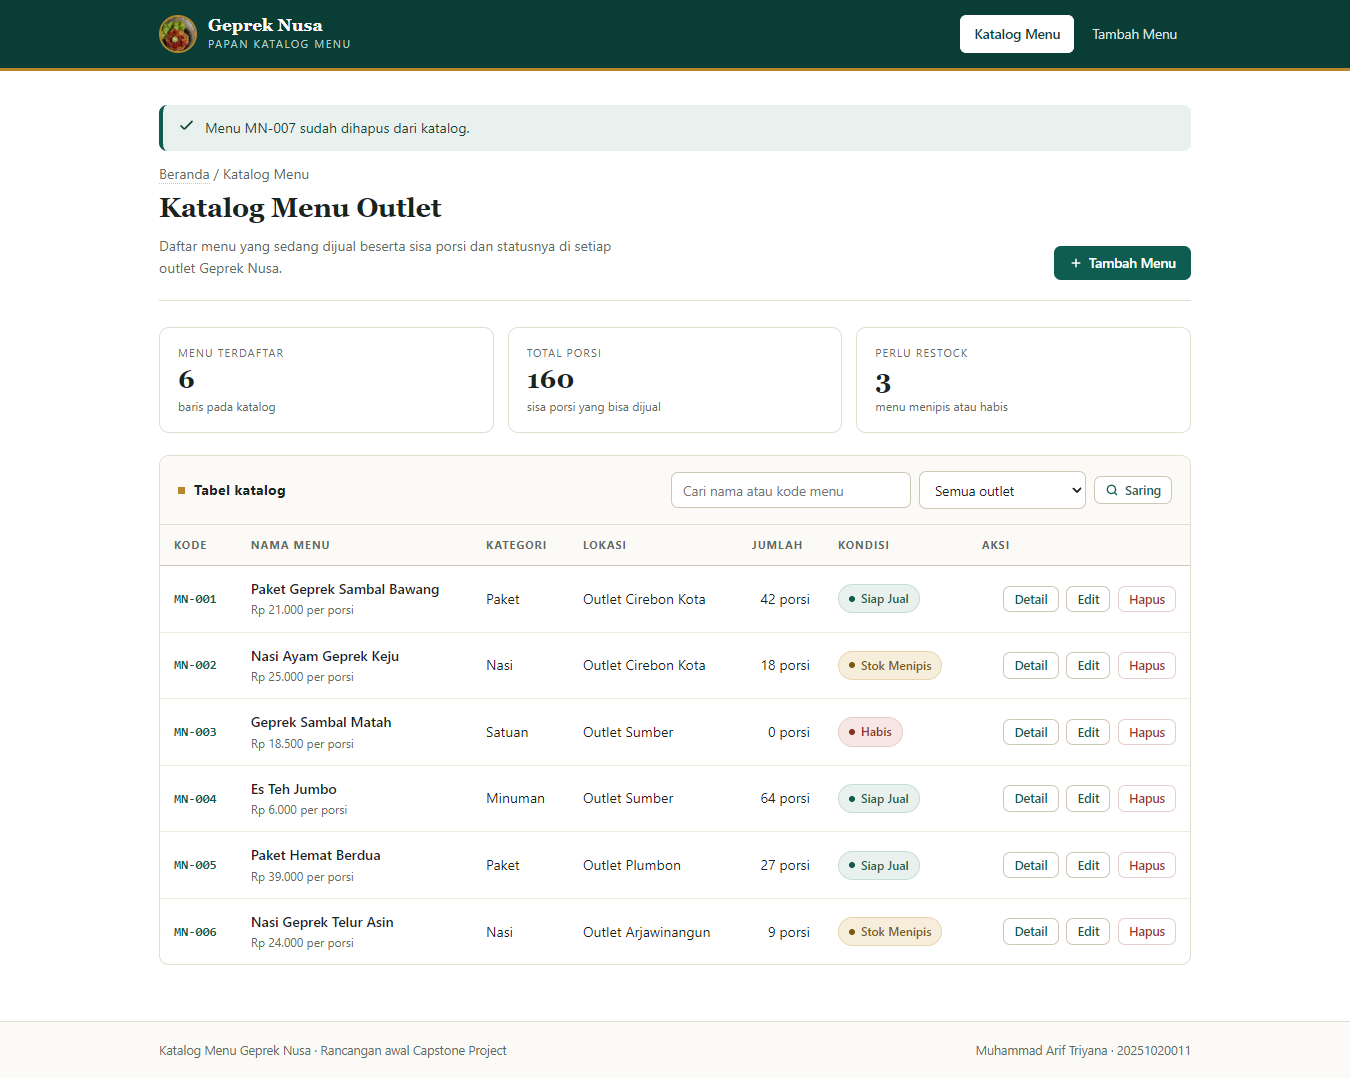 Geprek Nusa
PAPAN KATALOG MENU
Katalog Menu
Tambah Menu
Menu MN-007 sudah dihapus dari katalog.
Beranda / Katalog Menu
Katalog Menu Outlet
Daftar menu yang sedang dijual beserta sisa porsi dan statusnya di setiap
outlet Geprek Nusa.
+ Tambah Menu
MENU TERDAFTAR
6
baris pada katalog
TOTAL PORSI
160
sisa porsi yang bisa dijual
PERLU RESTOCK
3
menu menipis atau habis
Tabel katalog
Cari nama atau kode menu
Semua outlet
Saring
KODE NAMA MENU KATEGORI LOKASI JUMLAH KONDISI AKSI
MN-001 Paket Geprek Sambal Bawang Paket Outlet Cirebon Kota 42 porsi Siap Jual Detail Edit Hapus
Rp 21.000 per porsi
MN-002 Nasi Ayam Geprek Keju Nasi Outlet Cirebon Kota 18 porsi Stok Menipis Detail Edit Hapus
Rp 25.000 per porsi
MN-003 Geprek Sambal Matah Satuan Outlet Sumber 0 porsi Habis Detail Edit Hapus
Rp 18.500 per porsi
MN-004 Es Teh Jumbo Minuman Outlet Sumber 64 porsi Siap Jual Detail Edit Hapus
Rp 6.000 per porsi
MN-005 Paket Hemat Berdua Paket Outlet Plumbon 27 porsi Siap Jual Detail Edit Hapus
Rp 39.000 per porsi
MN-006 Nasi Geprek Telur Asin Nasi Outlet Arjawinangun 9 porsi Stok Menipis Detail Edit Hapus
Rp 24.000 per porsi
Katalog Menu Geprek Nusa · Rancangan awal Capstone Project
Muhammad Arif Triyana · 20251020011